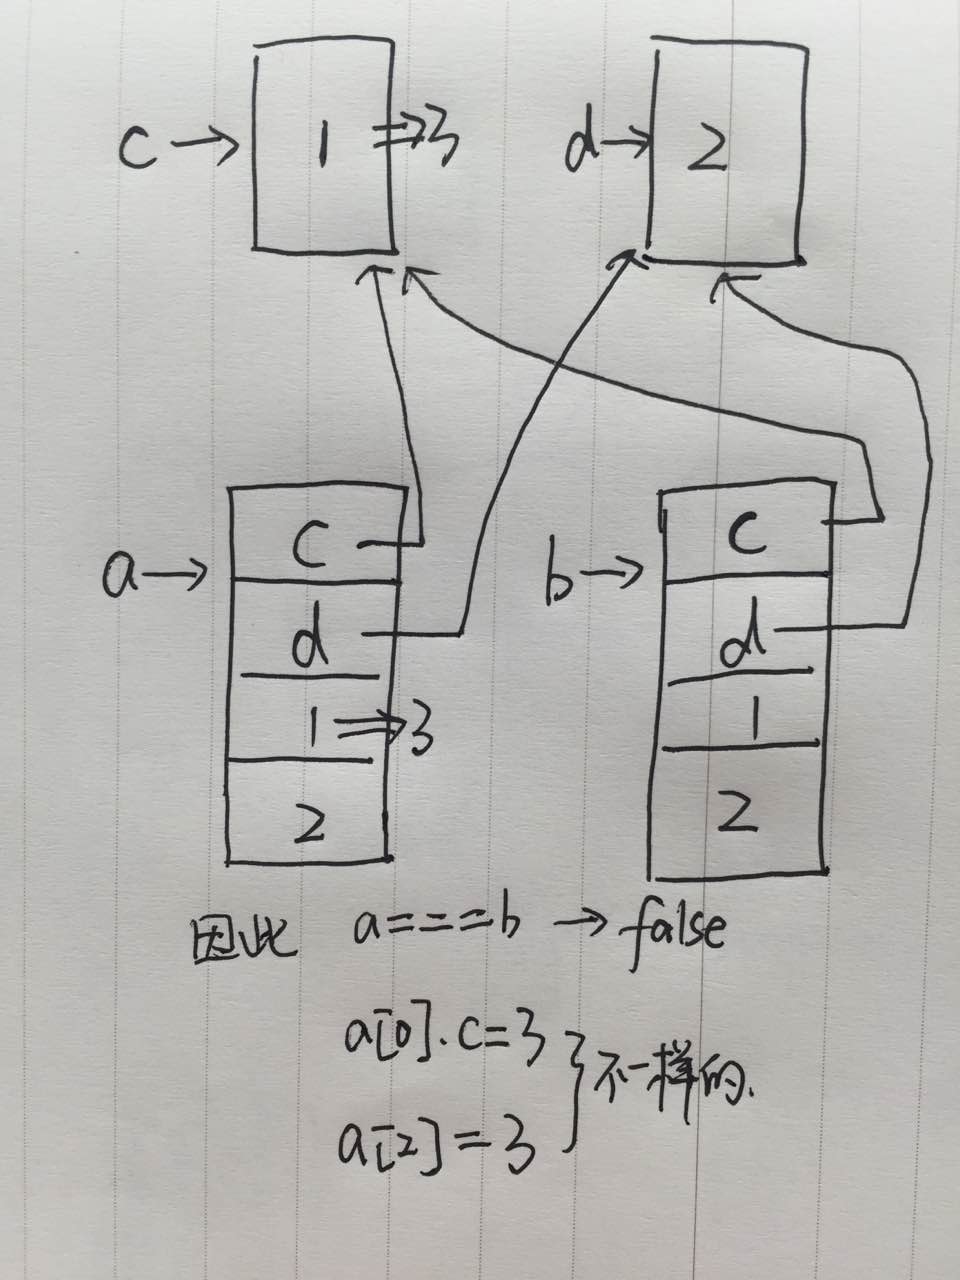 c → 1 ⇒ 3 d → 2
a → c b → c
d d
1 ⇒ 3 1
2 2
因此 a===b → false
a[0].c=3
不一样的.
a[2]=3